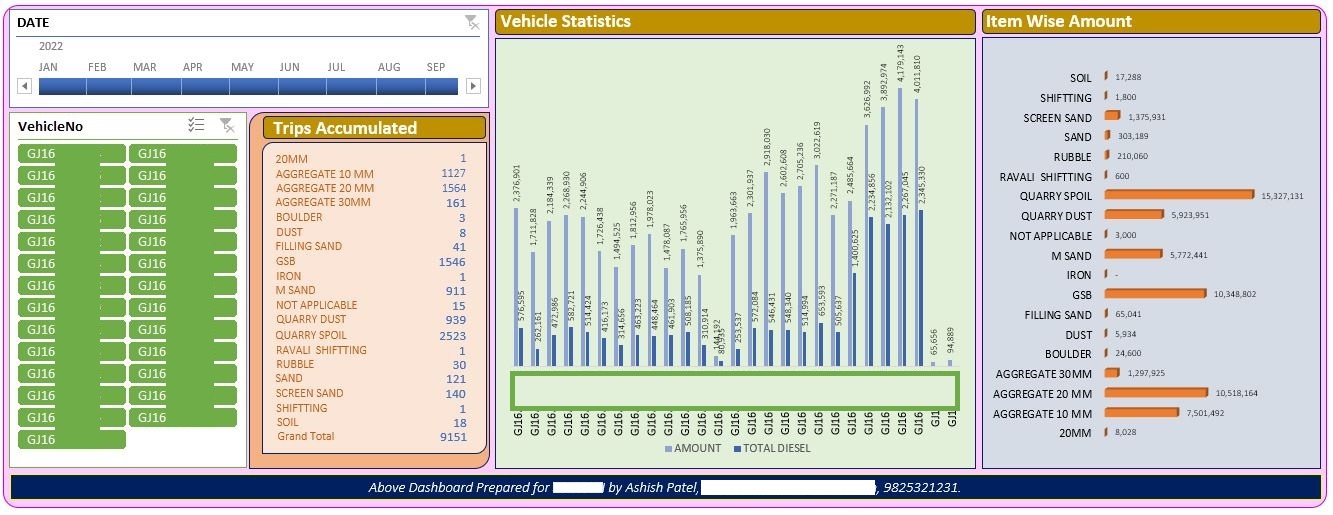 DATE
2022
JAN FEB MAR APR MAY JUN JUL AUG SEP
VehicleNo
GJ16 GJ16
GJ16 GJ16
GJ16 GJ16
GJ16 GJ16
GJ16 GJ16
GJ16 GJ16
GJ16 GJ16
GJ16 GJ16
GJ16 GJ16
GJ16 GJ16
GJ16 GJ16
GJ16 GJ16
GJ16 GJ16
GJ16
Trips Accumulated
20MM 1
AGGREGATE 10 MM 1127
AGGREGATE 20 MM 1564
AGGREGATE 30MM 161
BOULDER 3
DUST 8
FILLING SAND 41
GSB 1546
IRON 1
M SAND 911
NOT APPLICABLE 15
QUARRY DUST 939
QUARRY SPOIL 2523
RAVALI SHIFTTING 1
RUBBLE 30
SAND 121
SCREEN SAND 140
SHIFTTING 1
SOIL 18
Grand Total 9151
Vehicle Statistics
2,376,901 1,711,828 2,184,339 2,268,930 2,244,906 1,726,438 1,494,525 1,812,956 1,978,023 1,478,087 1,765,956 1,375,890 144,192 1,963,663 2,301,937 2,918,030 2,602,608 2,705,236 3,022,619 2,271,187 2,485,664 3,626,992 3,892,974 4,179,143 4,011,810 65,656 94,889
576,595 262,161 472,986 582,721 514,424 416,173 314,656 463,223 448,464 461,903 508,185 310,914 80,935 253,537 572,084 546,431 548,340 514,994 653,593 505,537 1,400,625 2,234,856 2,132,102 2,267,045 2,345,330
GJ16 GJ16 GJ16 GJ16 GJ16 GJ16 GJ16 GJ16 GJ16 GJ16 GJ16 GJ16 GJ16 GJ16 GJ16 GJ16 GJ16 GJ16 GJ16 GJ16 GJ16 GJ16 GJ16 GJ16 GJ16 GJ1 GJ1
AMOUNT TOTAL DIESEL
Item Wise Amount
SOIL 17,288
SHIFTTING 1,800
SCREEN SAND 1,375,931
SAND 303,189
RUBBLE 210,060
RAVALI SHIFTTING 600
QUARRY SPOIL 15,327,131
QUARRY DUST 5,923,951
NOT APPLICABLE 3,000
M SAND 5,772,441
IRON -
GSB 10,348,802
FILLING SAND 65,041
DUST 5,934
BOULDER 24,600
AGGREGATE 30MM 1,297,925
AGGREGATE 20 MM 10,518,164
AGGREGATE 10 MM 7,501,492
20MM 8,028
Above Dashboard Prepared for by Ashish Patel, , 9825321231.